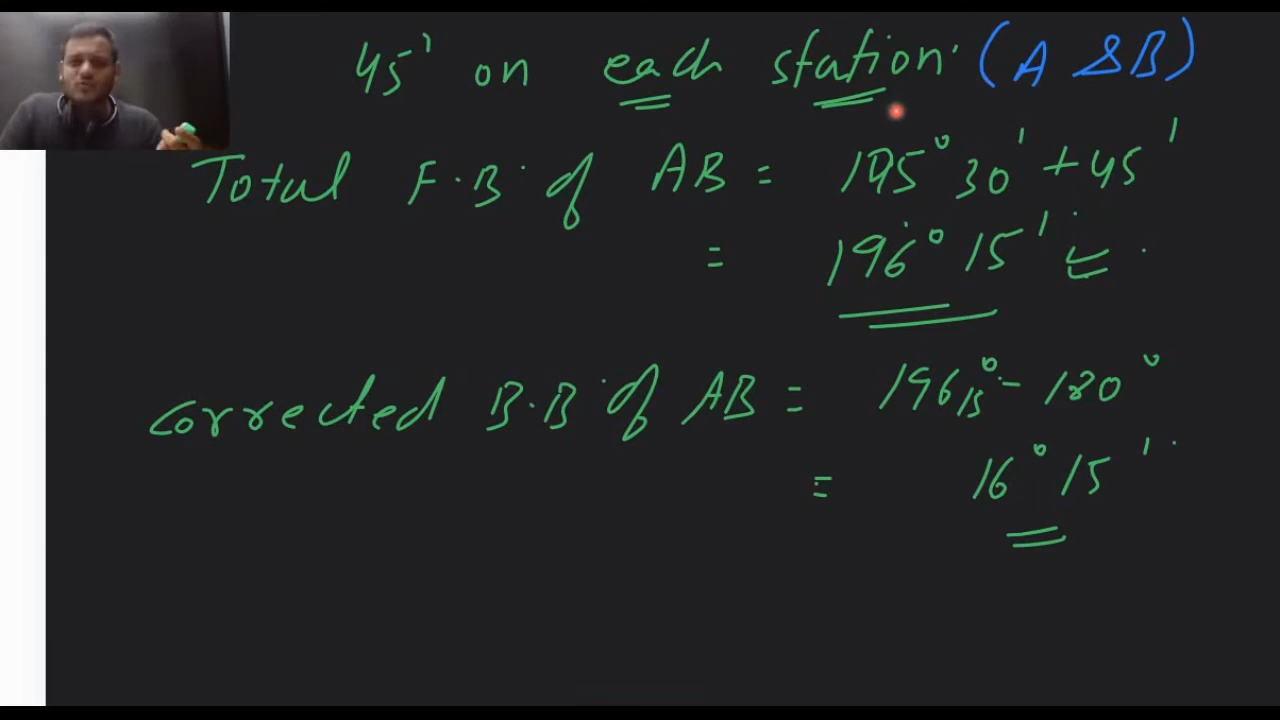 45' on each station. (A & B)
Total F.B. of AB = 195° 30' + 45'
= 196° 15'
Corrected B.B. of AB = 196° 15 - 180°
= 16° 15'